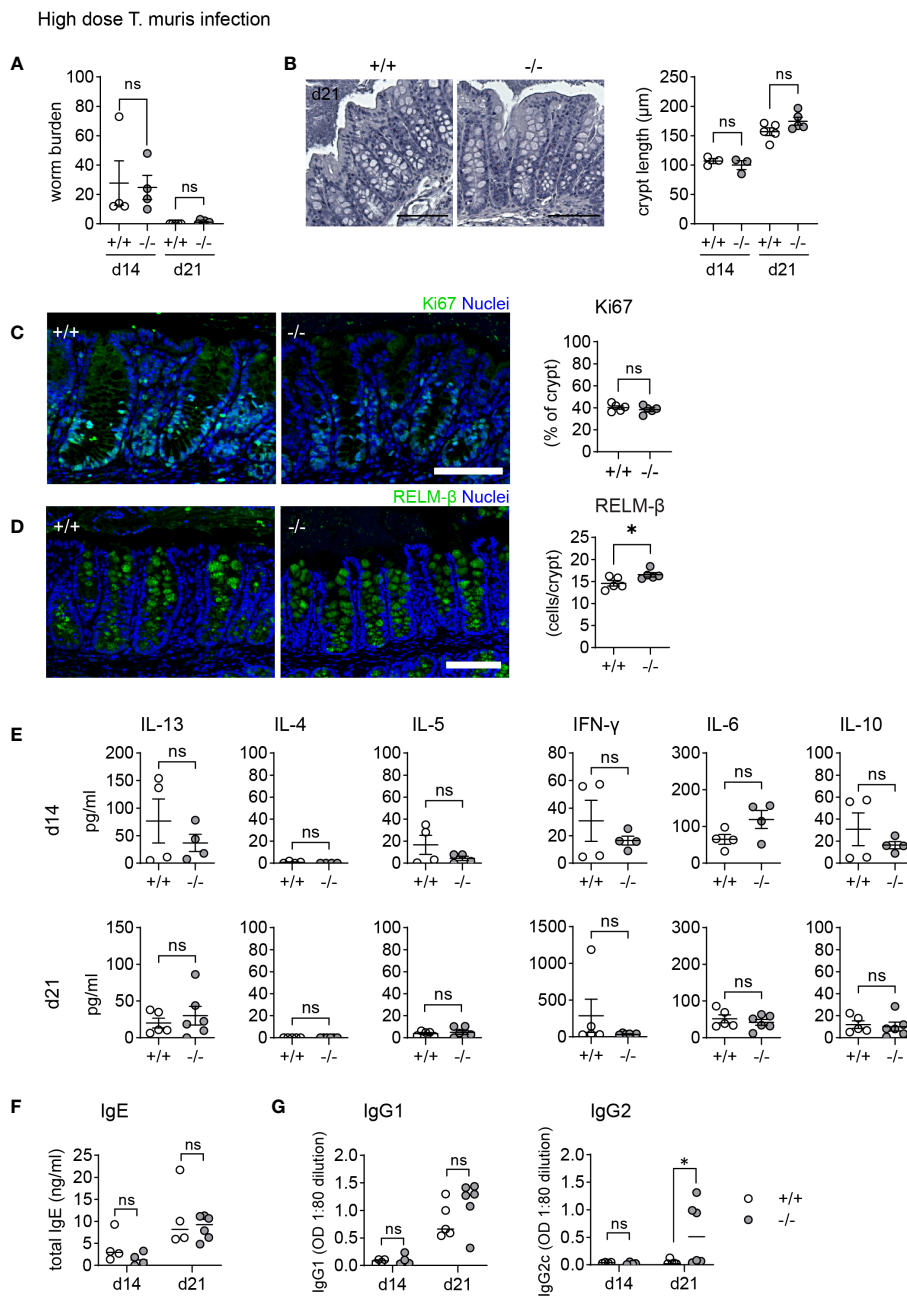 High dose T. muris infection
A
worm burden
100
80
60
40
20
0
ns
ns
+/+ -/- +/+ -/-
d14 d21
B
+/+ -/-
d21
crypt length (µm)
250
200
150
100
50
0
ns
ns
+/+ -/- +/+ -/-
d14 d21
C
Ki67 Nuclei
+/+
-/-
Ki67
(% of crypt)
100
80
60
40
20
0
ns
+/+ -/-
D
RELM-β Nuclei
+/+
-/-
RELM-β
(cells/crypt)
25
20
15
10
5
0
*
+/+ -/-
E
IL-13 IL-4 IL-5 IFN-γ IL-6 IL-10
d14
pg/ml
200
150
100
50
0
ns
+/+ -/-
100
80
60
40
20
0
ns
+/+ -/-
100
80
60
40
20
0
ns
+/+ -/-
80
60
40
20
0
ns
+/+ -/-
300
200
100
0
ns
+/+ -/-
100
80
60
40
20
0
ns
+/+ -/-
d21
pg/ml
150
100
50
0
ns
+/+ -/-
100
80
60
40
20
0
ns
+/+ -/-
100
80
60
40
20
0
ns
+/+ -/-
1500
1000
500
0
ns
+/+ -/-
300
200
100
0
ns
+/+ -/-
100
80
60
40
20
0
ns
+/+ -/-
F
IgE
total IgE (ng/ml)
25
20
15
10
5
0
ns
ns
d14 d21
G
IgG1
IgG1 (OD 1:80 dilution)
2.0
1.5
1.0
0.5
0.0
ns
ns
d14 d21
IgG2
IgG2c (OD 1:80 dilution)
2.0
1.5
1.0
0.5
0.0
ns
*
d14 d21
+/+
-/-